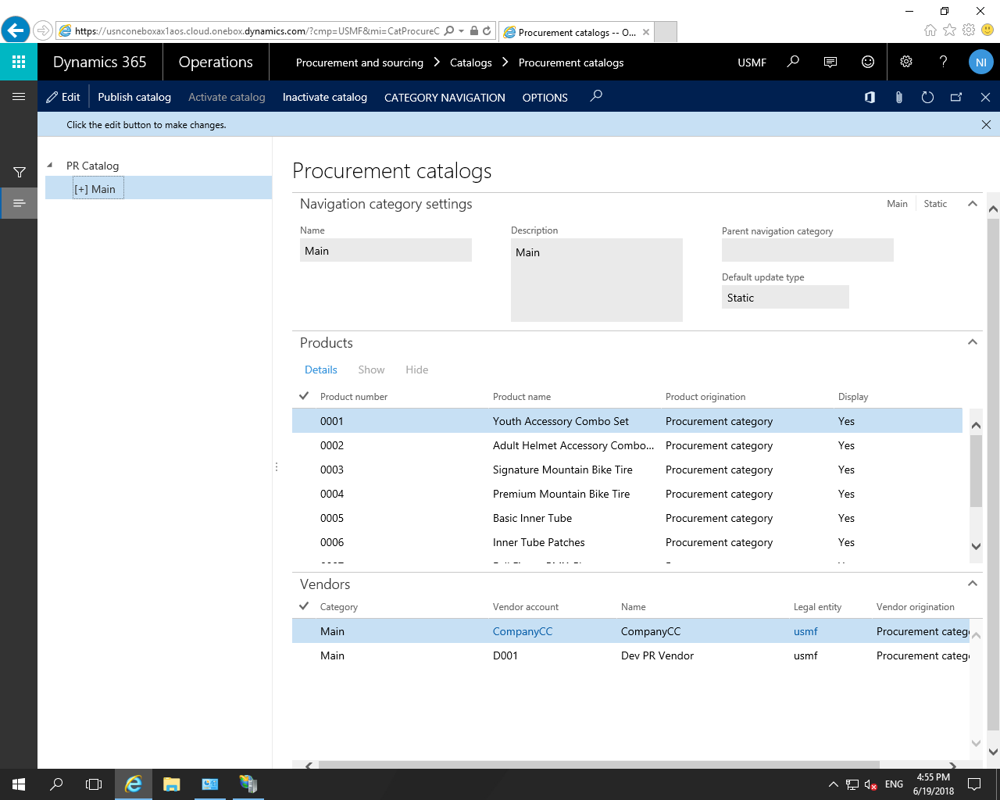 https://usnconeboxax1aos.cloud.onebox.dynamics.com/?cmp=USMF&mi=CatProcureC
Procurement catalogs -- O...
Dynamics 365
Operations
Procurement and sourcing
Catalogs
Procurement catalogs
USMF
NI
Edit
Publish catalog
Activate catalog
Inactivate catalog
CATEGORY NAVIGATION
OPTIONS
Click the edit button to make changes.
PR Catalog
[+] Main
Procurement catalogs
Navigation category settings
Main
Static
Name
Main
Description
Main
Parent navigation category
Default update type
Static
Products
Details Show Hide
Product number Product name Product origination Display
0001 Youth Accessory Combo Set Procurement category Yes
0002 Adult Helmet Accessory Combo... Procurement category Yes
0003 Signature Mountain Bike Tire Procurement category Yes
0004 Premium Mountain Bike Tire Procurement category Yes
0005 Basic Inner Tube Procurement category Yes
0006 Inner Tube Patches Procurement category Yes
Vendors
Category Vendor account Name Legal entity Vendor origination
Main CompanyCC CompanyCC usmf Procurement catego
Main D001 Dev PR Vendor usmf Procurement catego
ENG
4:55 PM
6/19/2018